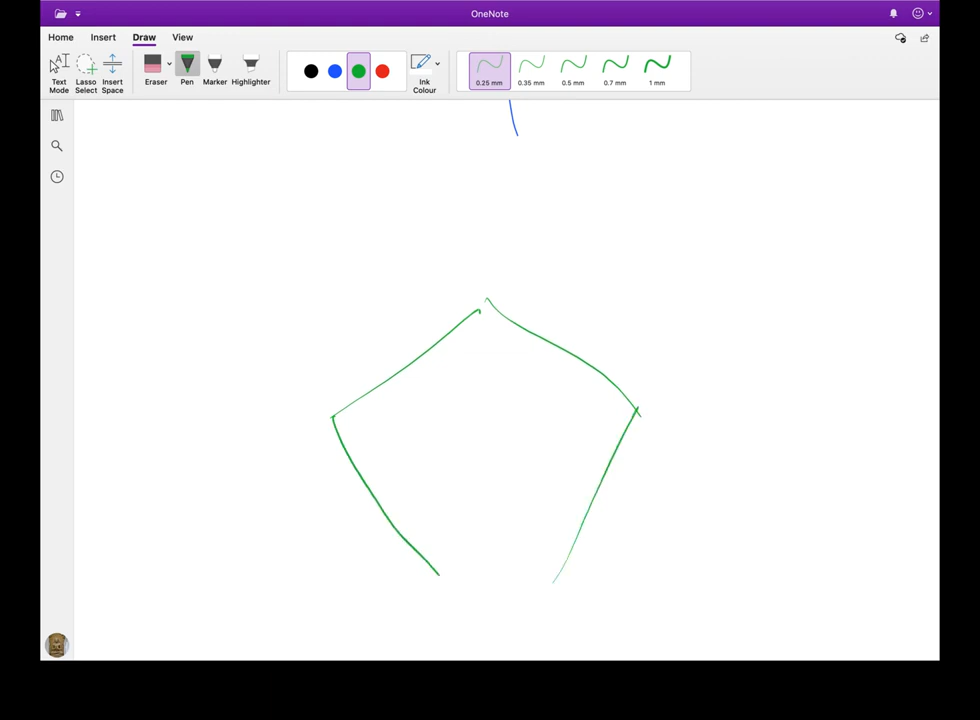 OneNote
Home Insert Draw View
Text Mode
Lasso Select
Insert Space
Eraser
Pen
Marker
Highlighter
Ink Colour
0.25 mm
0.35 mm
0.5 mm
0.7 mm
1 mm